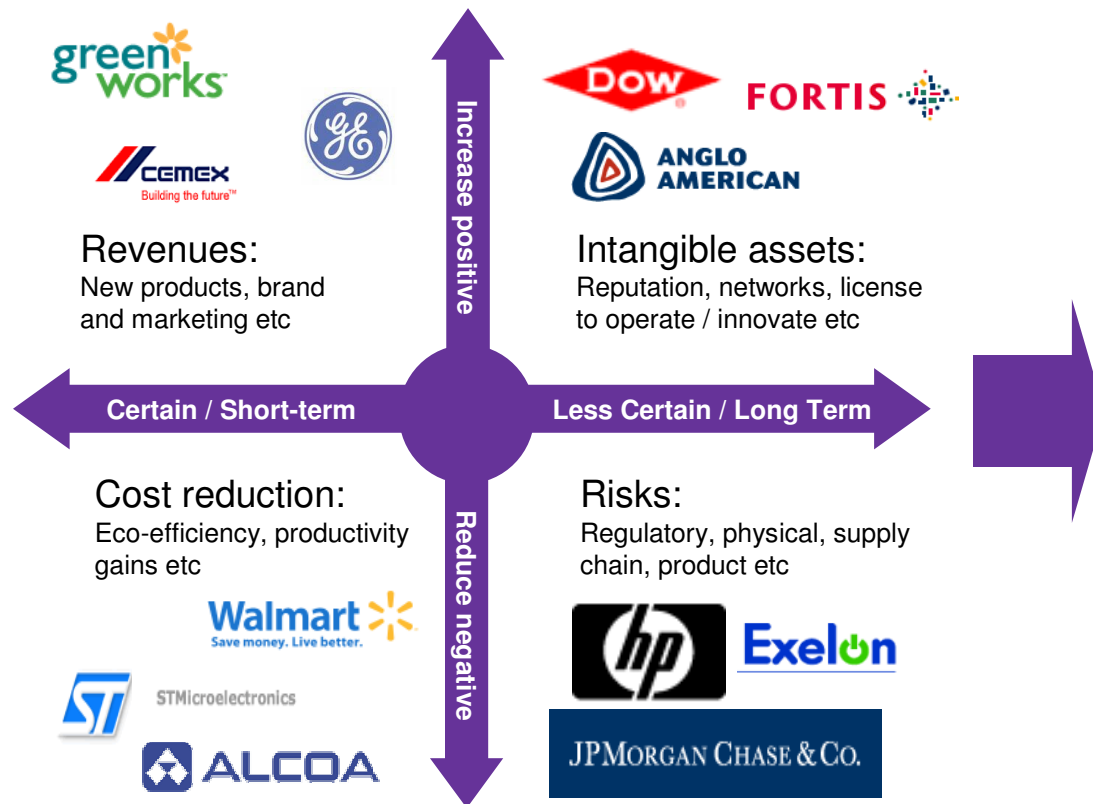 green
works™
GE
CEMEX
Building the future™
Increase positive
DOW
®
FORTIS
ANGLO
AMERICAN
Revenues:
New products, brand
and marketing etc
Intangible assets:
Reputation, networks, license
to operate / innovate etc
Certain / Short-term
Less Certain / Long Term
Cost reduction:
Eco-efficiency, productivity
gains etc
Reduce negative
Risks:
Regulatory, physical, supply
chain, product etc
Walmart
Save money. Live better.
ST
STMicroelectronics
ALCOA
hp
Exelon
JPMORGAN CHASE & CO.